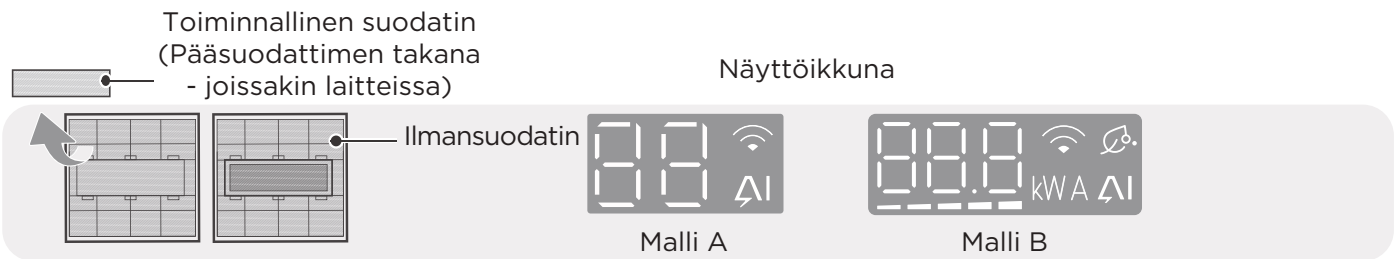 Toiminnallinen suodatin
(Pääsuodattimen takana
- joissakin laitteissa)
Näyttöikkuna
Ilmansuodatin
88
AI
88.8
kW A AI
Malli A
Malli B